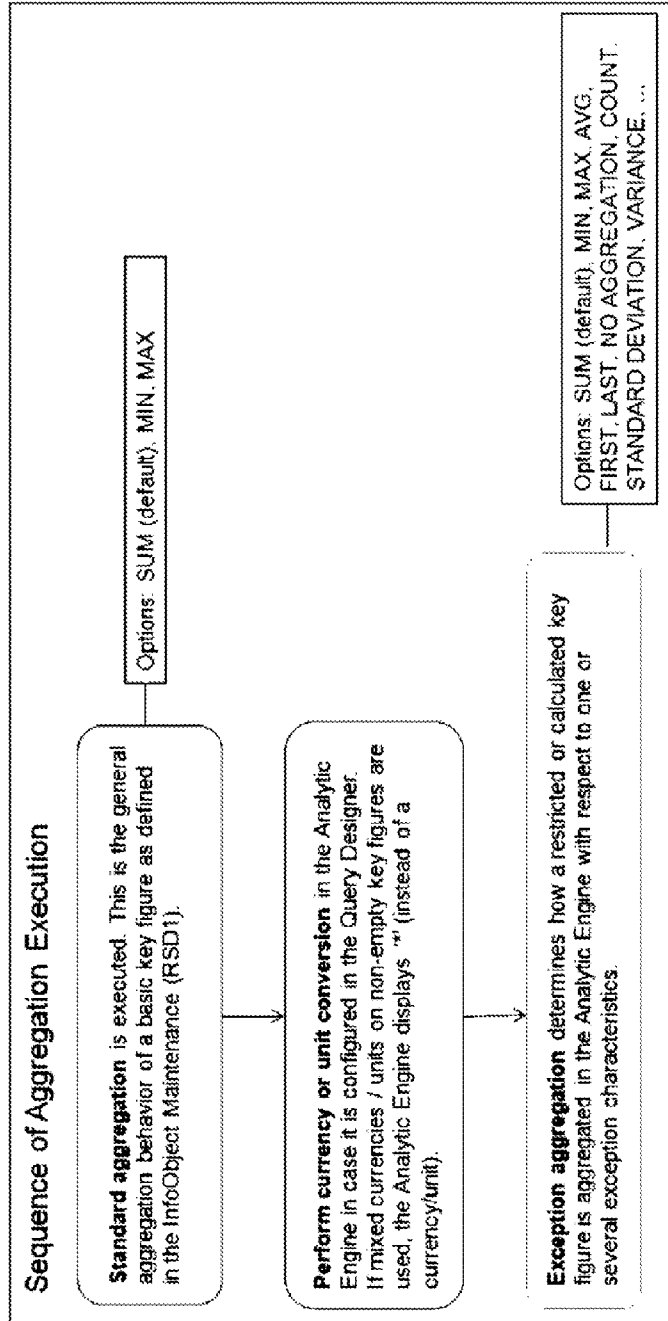 Sequence of Aggregation Execution
Standard aggregation is executed. This is the general
aggregation behavior of a basic key figure as defined
in the InfoObject Maintenance (RSD1).
Options: SUM (default), MIN, MAX
Perform currency or unit conversion in the Analytic
Engine in case it is configured in the Query Designer.
If mixed currencies / units on non-empty key figures are
used, the Analytic Engine displays '*' (instead of a
currency/unit).
Exception aggregation determines how a restricted or calculated key
figure is aggregated in the Analytic Engine with respect to one or
several exception characteristics.
Options: SUM (default), MIN, MAX, AVG,
FIRST, LAST, NO AGGREGATION, COUNT,
STANDARD DEVIATION, VARIANCE, ...